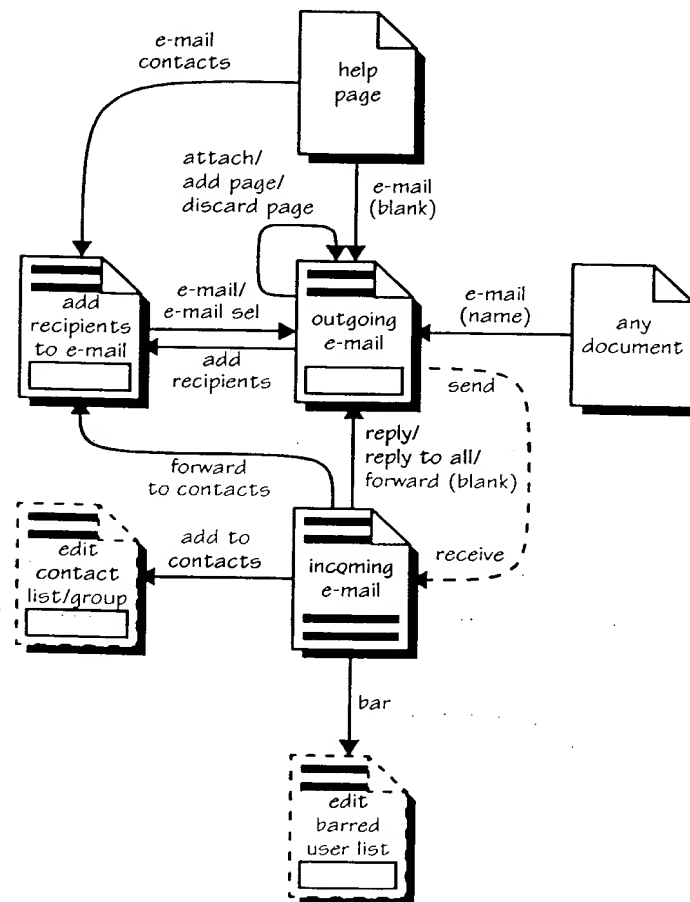 e-mail
contacts
help
page
attach/
add page/
discard page
e-mail
(blank)
add
recipients
to e-mail
e-mail/
e-mail sel
add
recipients
outgoing
e-mail
e-mail
(name)
any
document
send
forward
to contacts
reply/
reply to all/
forward (blank)
edit
contact
list/group
add to
contacts
incoming
e-mail
receive
bar
edit
barred
user list